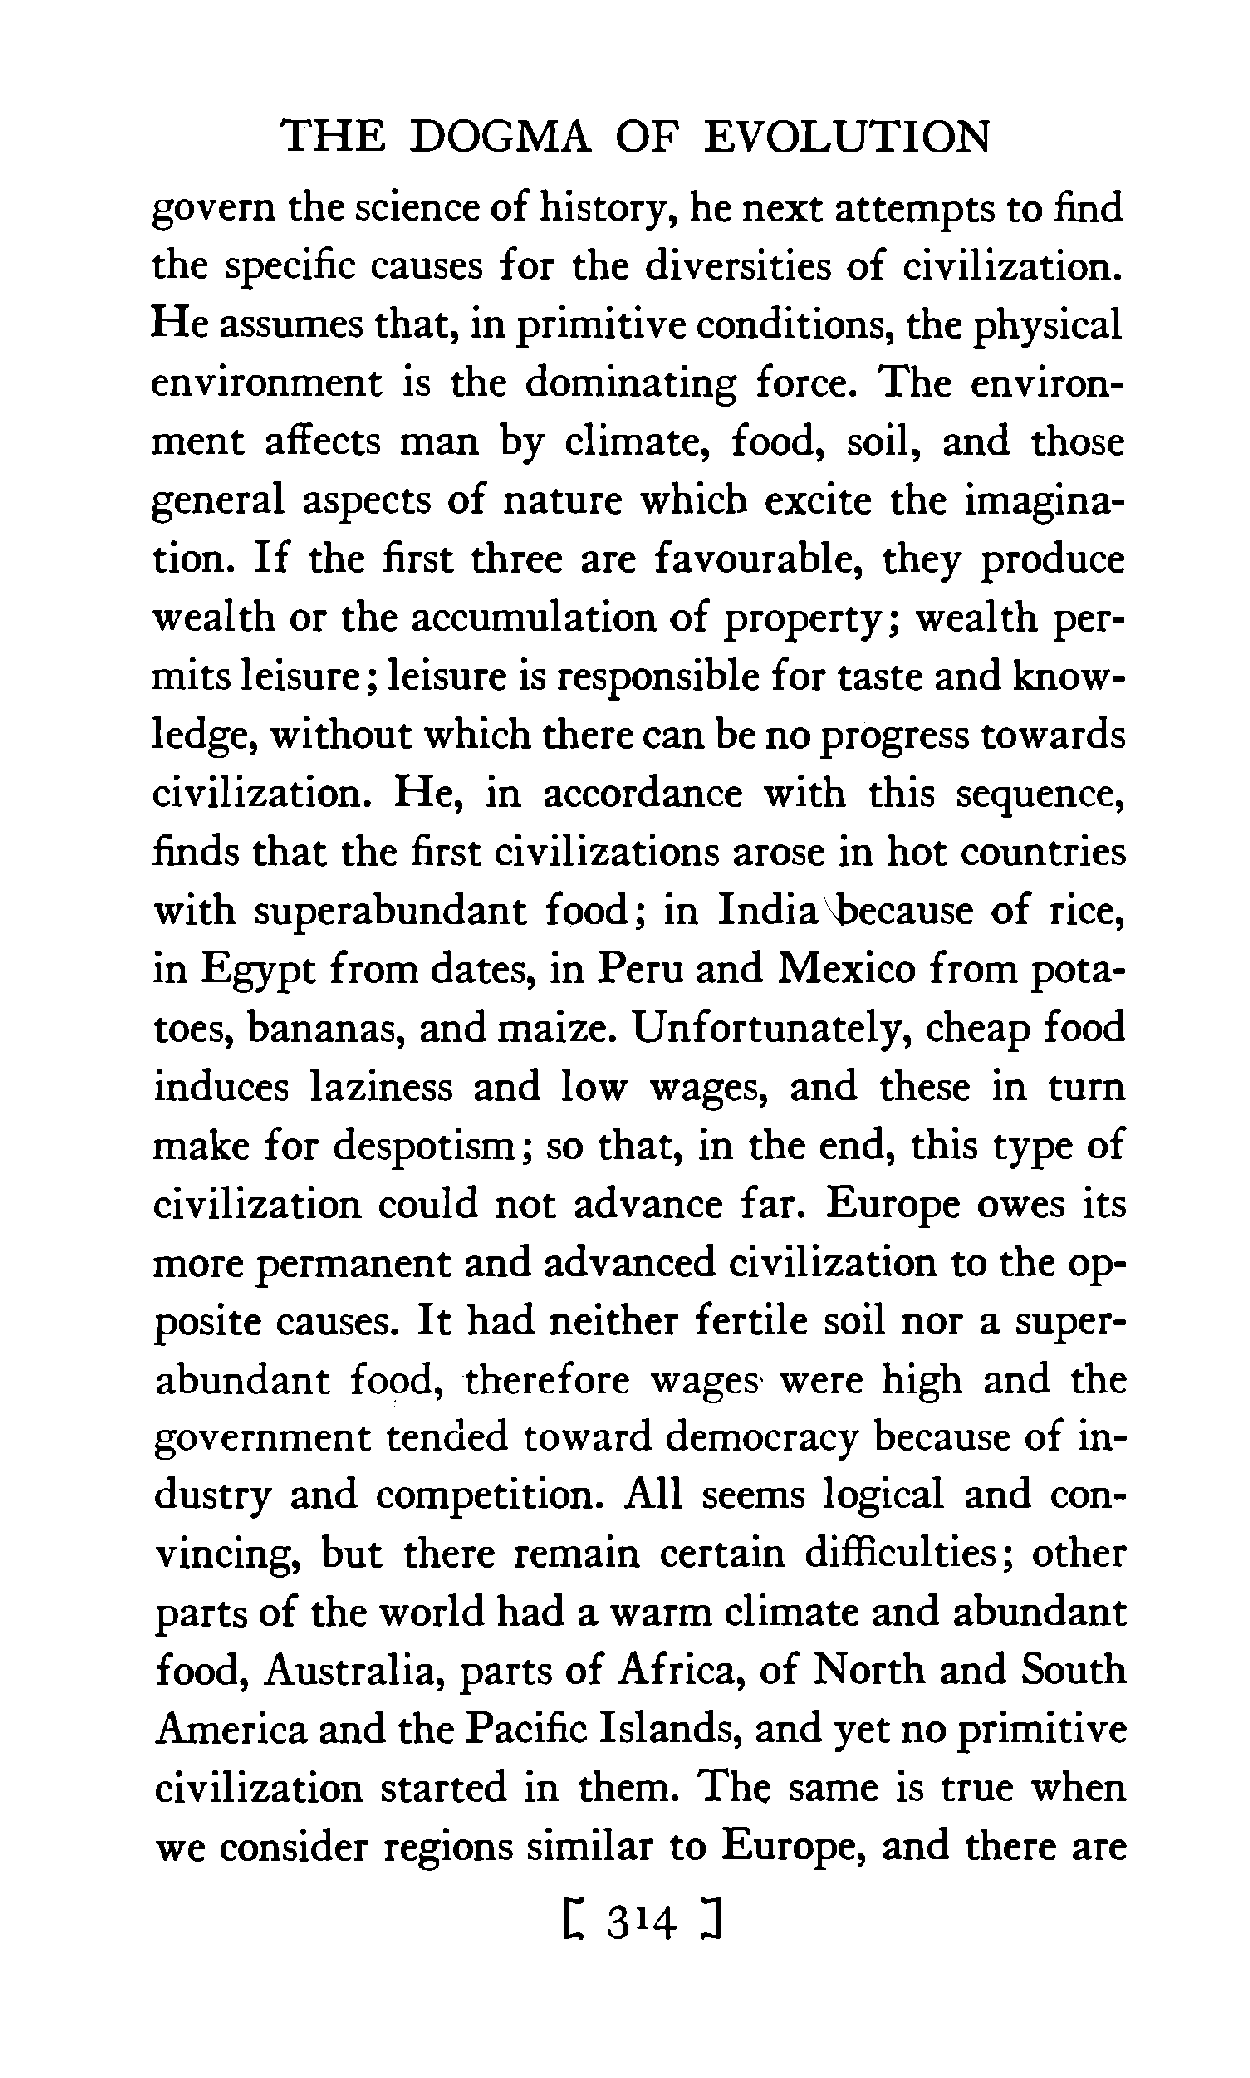 THE DOGMA OF EVOLUTION
govern the science of history, he next attempts to find
the specific causes for the diversities of civilization.
He assumes that, in primitive conditions, the physical
environment is the dominating force. The environ-
ment affects man by climate, food, soil, and those
general aspects of nature which excite the imagina-
tion. If the first three are favourable, they produce
wealth or the accumulation of property; wealth per-
mits leisure; leisure is responsible for taste and know-
ledge, without which there can be no progress towards
civilization. He, in accordance with this sequence,
finds that the first civilizations arose in hot countries
with superabundant food; in India because of rice,
in Egypt from dates, in Peru and Mexico from pota-
toes, bananas, and maize. Unfortunately, cheap food
induces laziness and low wages, and these in turn
make for despotism; so that, in the end, this type of
civilization could not advance far. Europe owes its
more permanent and advanced civilization to the op-
posite causes. It had neither fertile soil nor a super-
abundant food, therefore wages were high and the
government tended toward democracy because of in-
dustry and competition. All seems logical and con-
vincing, but there remain certain difficulties; other
parts of the world had a warm climate and abundant
food, Australia, parts of Africa, of North and South
America and the Pacific Islands, and yet no primitive
civilization started in them. The same is true when
we consider regions similar to Europe, and there are
[ 314 ]